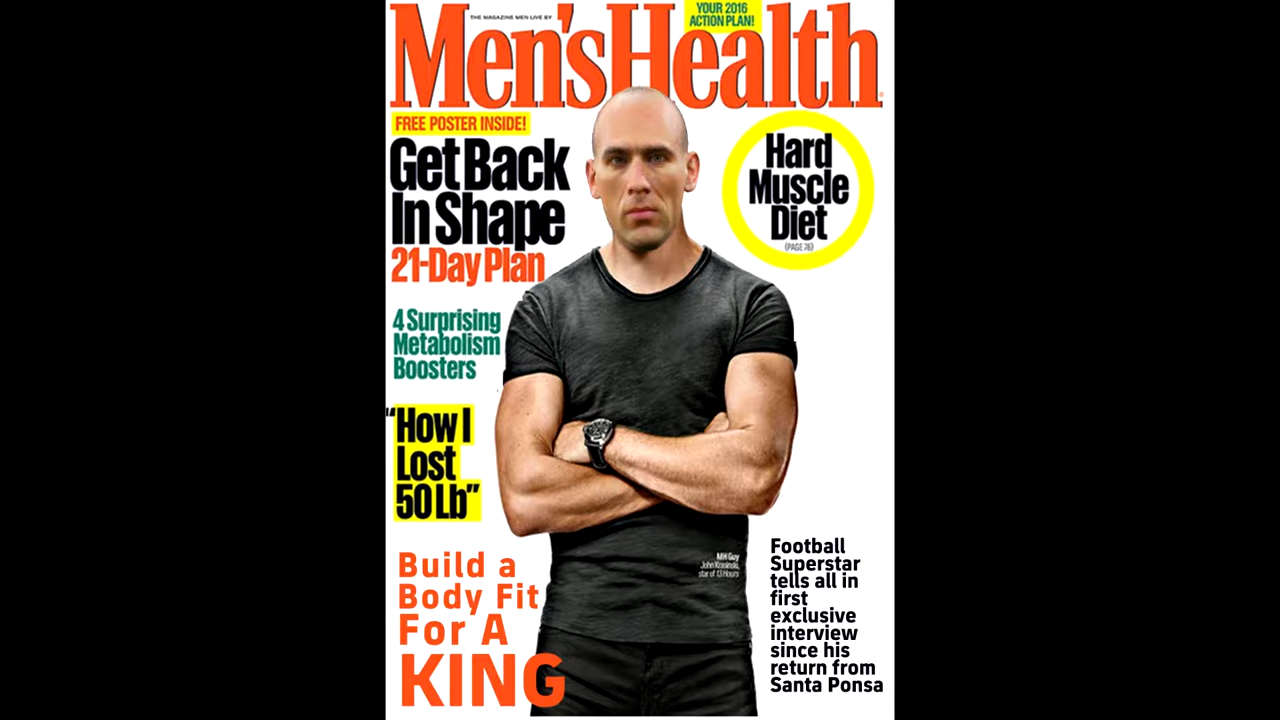 THE MAGAZINE MEN LIVE BY
YOUR 2016
ACTION PLAN!
Men'sHealth
FREE POSTER INSIDE!
Get Back
In Shape
21-Day Plan
Hard
Muscle
Diet
(PAGE 76)
4 Surprising
Metabolism
Boosters
“How I
Lost
50 Lb”
MH Guy
John Krasinski,
star of 13 Hours
Build a
Body Fit
For A
KING
Football
Superstar
tells all in
first
exclusive
interview
since his
return from
Santa Ponsa